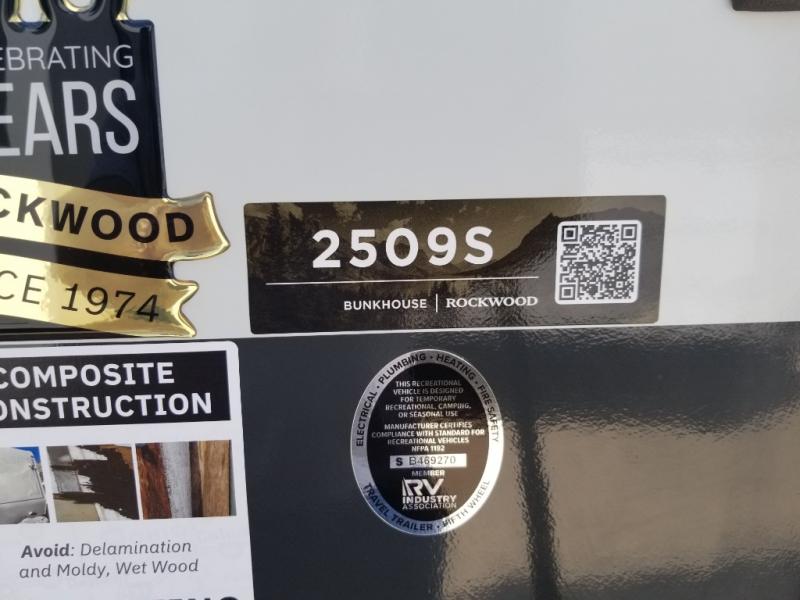 EBRATING
EARS
CKWOOD
CE 1974
2509S
BUNKHOUSE | ROCKWOOD
COMPOSITE
ONSTRUCTION
Avoid: Delamination
and Moldy, Wet Wood
ELECTRICAL • PLUMBING • HEATING • FIRE SAFETY
THIS RECREATIONAL
VEHICLE IS DESIGNED
FOR TEMPORARY
RECREATIONAL, CAMPING,
OR SEASONAL USE
MANUFACTURER CERTIFIES
COMPLIANCE WITH STANDARD FOR
RECREATIONAL VEHICLES
NFPA 1192
S B469270
MEMBER
RV
INDUSTRY
ASSOCIATION
TRAVEL TRAILER • FIFTH WHEEL